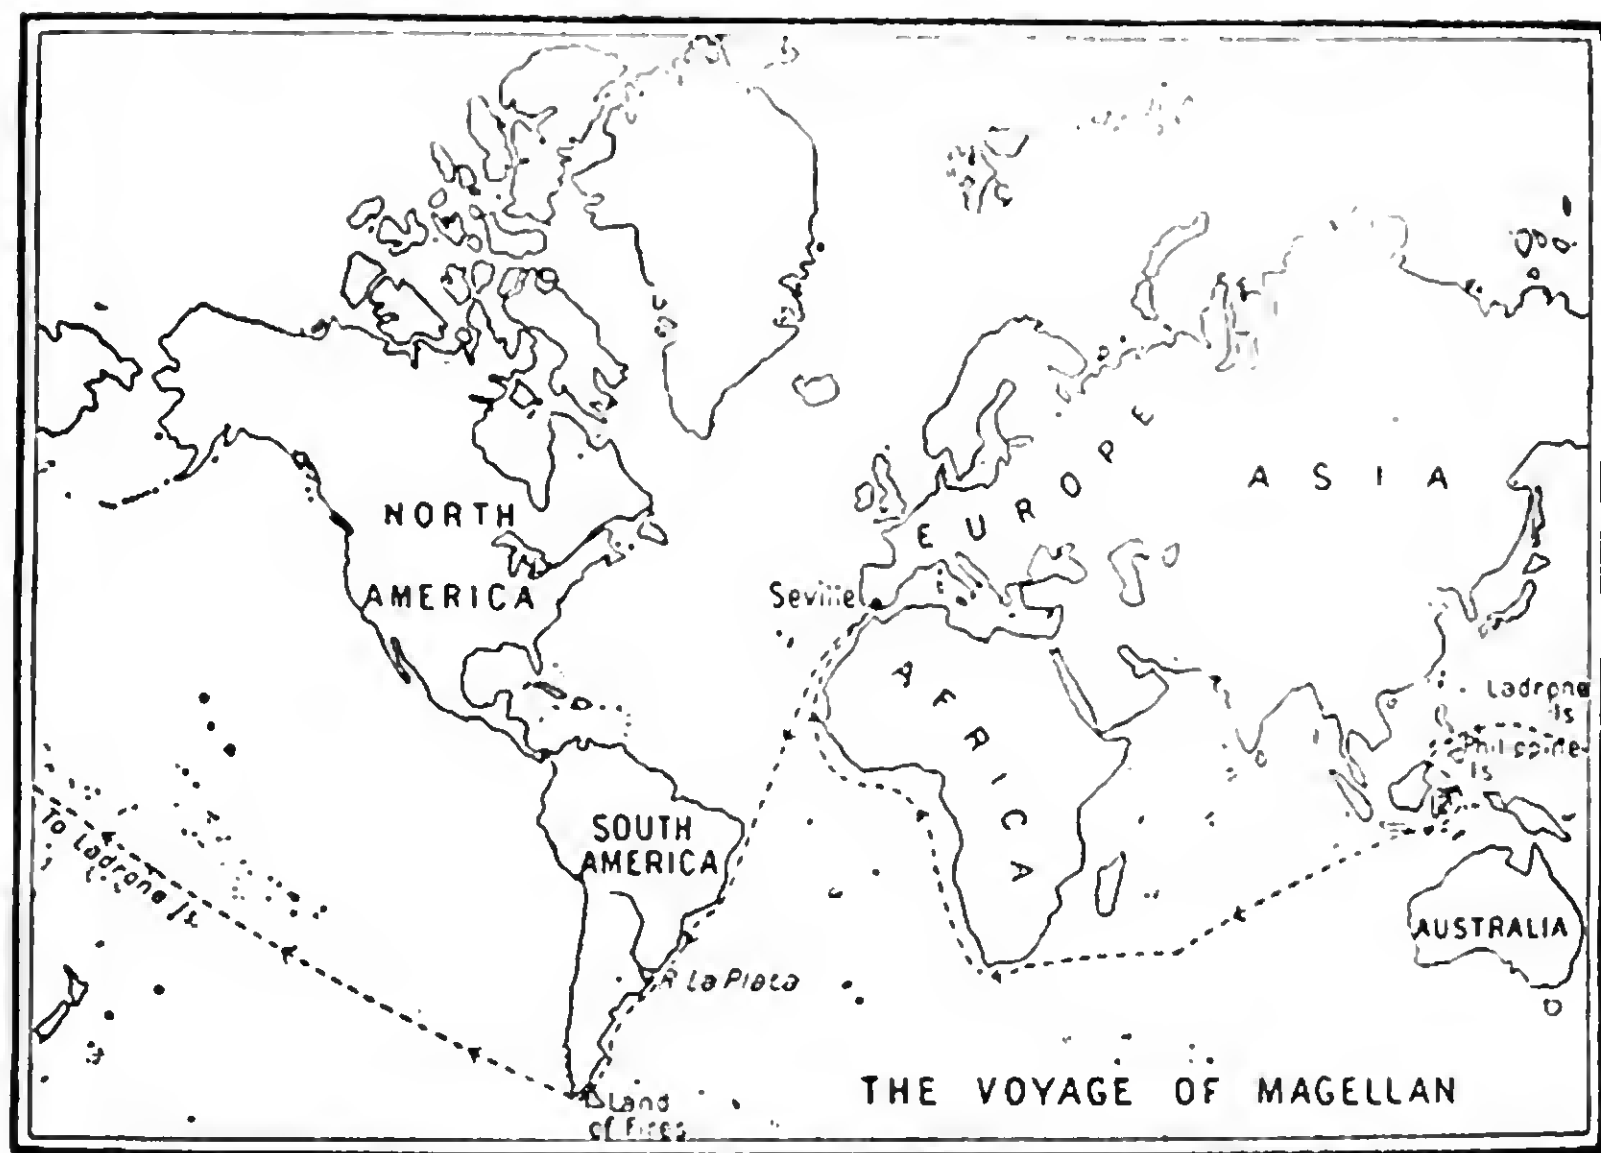 NORTH
AMERICA
EUROPE
ASIA
Seville
AFRICA
Ladrone
Is
Philippine
Is
To Ladrone Is.
SOUTH
AMERICA
AUSTRALIA
R La Plata
Land
of Fires
THE VOYAGE OF MAGELLAN